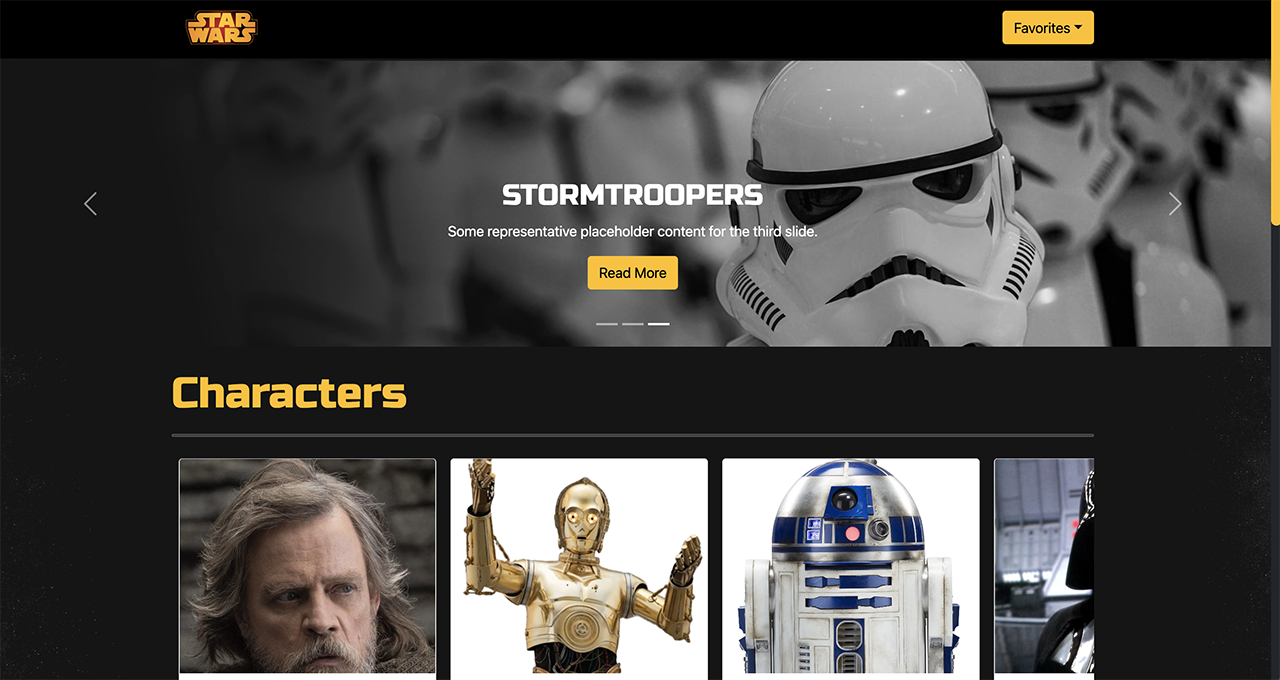 STAR
WARS
Favorites
STORMTROOPERS
Some representative placeholder content for the third slide.
Read More
Characters